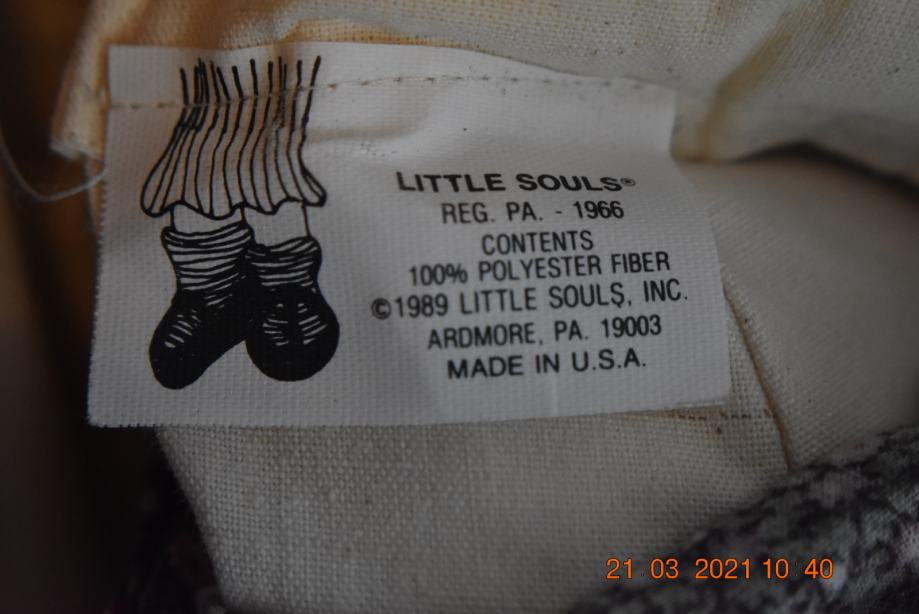 LITTLE SOULS®
REG. PA. - 1966
CONTENTS
100% POLYESTER FIBER
©1989 LITTLE SOULS, INC.
ARDMORE, PA. 19003
MADE IN U.S.A.
21 03 2021 10 40